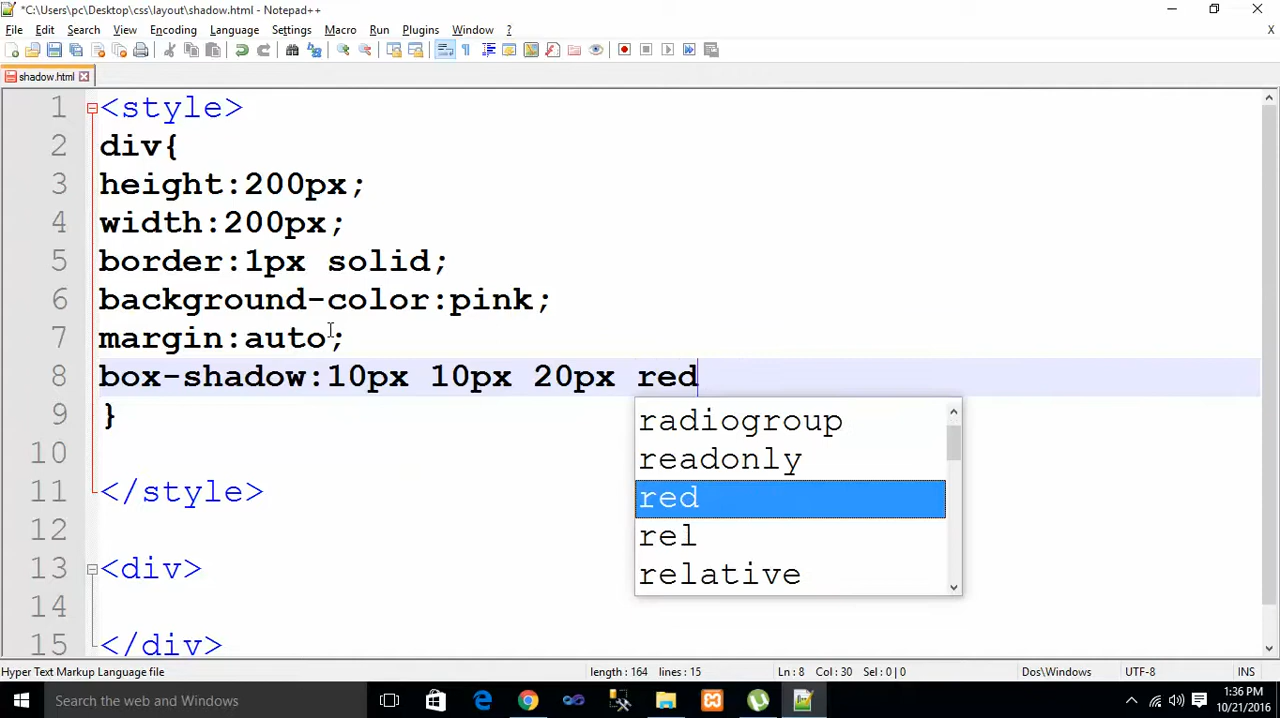 *C:\Users\pc\Desktop\css\layout\shadow.html - Notepad++
File Edit Search View Encoding Language Settings Macro Run Plugins Window ? X
shadow.html
1 <style>
2 div{
3 height:200px;
4 width:200px;
5 border:1px solid;
6 background-color:pink;
7 margin:auto;
8 box-shadow:10px 10px 20px red
9 }
radiogroup
readonly
red
rel
relative
10
11 </style>
12
13 <div>
14
15 </div>
Hyper Text Markup Language file length : 164 lines : 15 Ln : 8 Col : 30 Sel : 0 | 0 Dos\Windows UTF-8 INS
Search the web and Windows 1:36 PM
10/21/2016